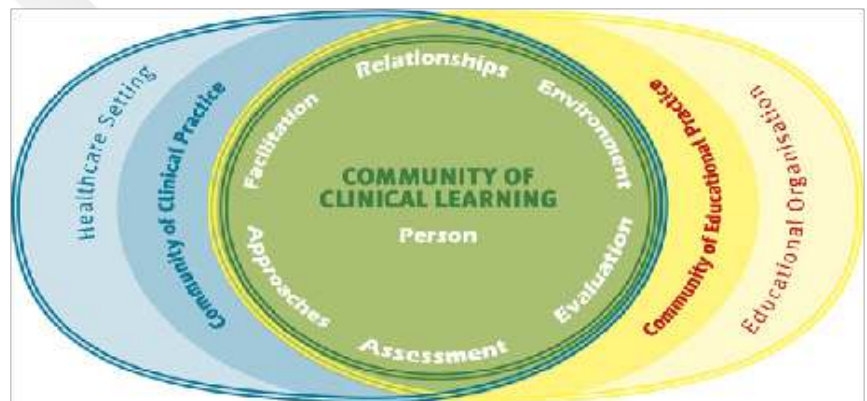 Healthcare Setting
Community of Clinical Practice
Facilitation
Relationships
Environment
COMMUNITY OF
CLINICAL LEARNING
Person
Approaches
Assessment
Evaluation
Community of Educational Practice
Educational Organisation